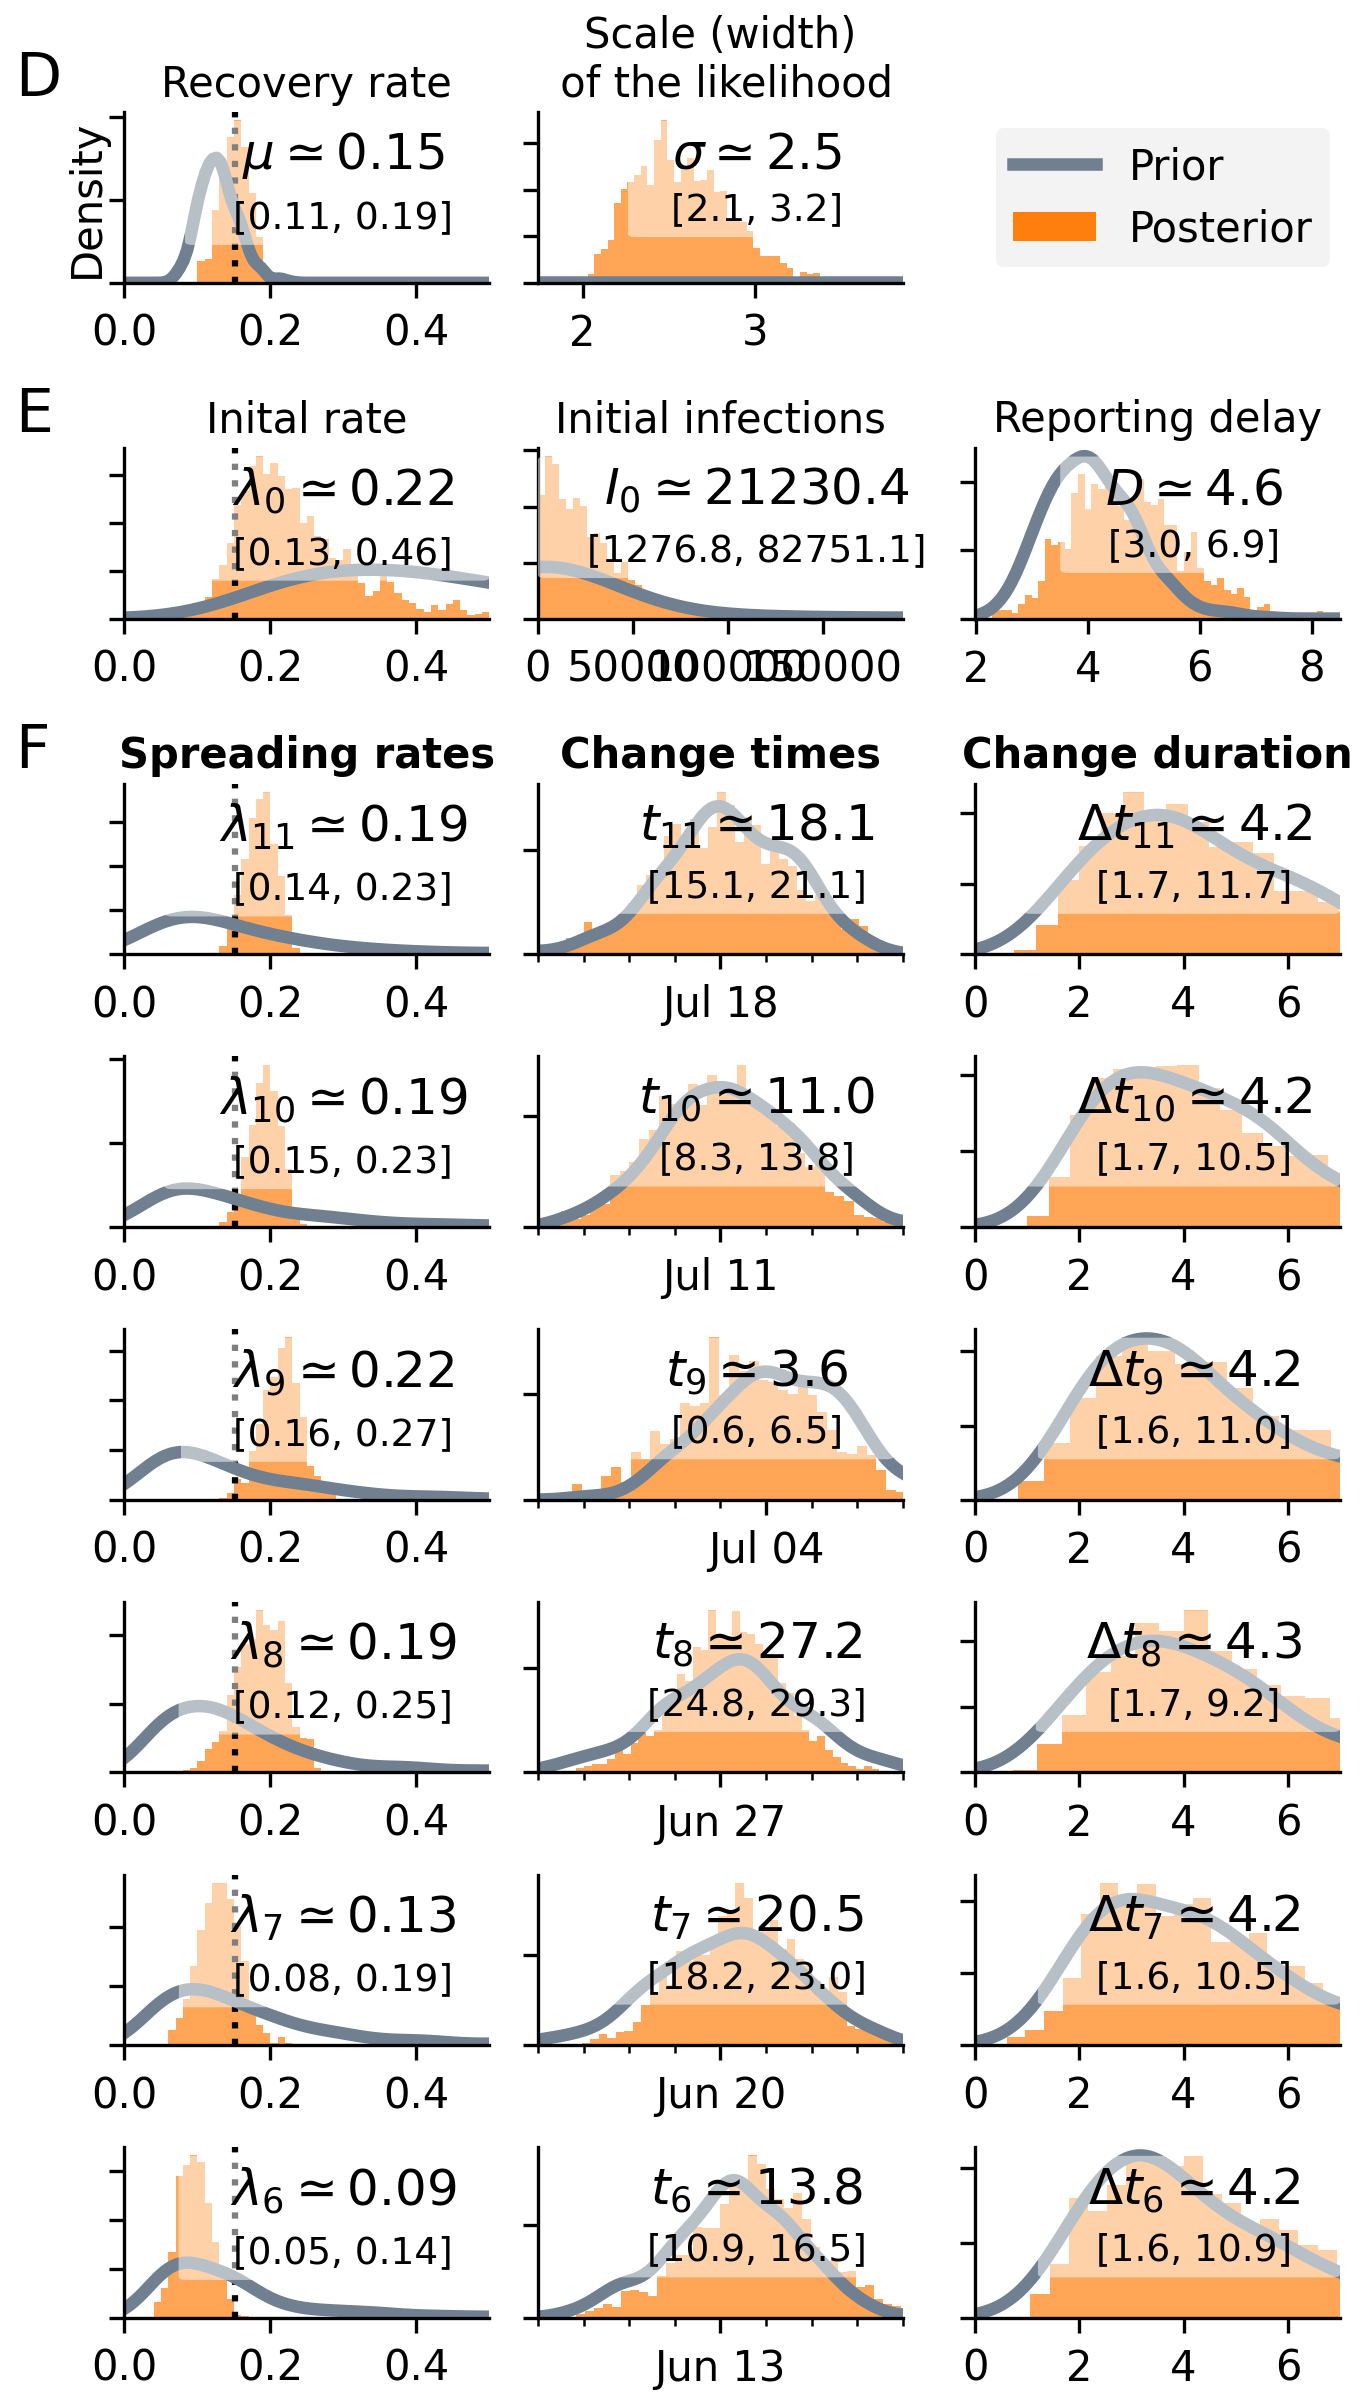 D
Recovery rate
Scale (width)
of the likelihood
Density
μ ≃ 0.15
[0.11, 0.19]
σ ≃ 2.5
[2.1, 3.2]
Prior
Posterior
0.0 0.2 0.4
2 3
E
Inital rate
Initial infections
Reporting delay
λ0 ≃ 0.22
[0.13, 0.46]
I0 ≃ 21230.4
[1276.8, 82751.1]
D ≃ 4.6
[3.0, 6.9]
0.0 0.2 0.4
0 50000 100000 150000
2 4 6 8
F
Spreading rates
Change times
Change duration
λ11 ≃ 0.19
[0.14, 0.23]
t11 ≃ 18.1
[15.1, 21.1]
Δt11 ≃ 4.2
[1.7, 11.7]
0.0 0.2 0.4
Jul 18
0 2 4 6
λ10 ≃ 0.19
[0.15, 0.23]
t10 ≃ 11.0
[8.3, 13.8]
Δt10 ≃ 4.2
[1.7, 10.5]
0.0 0.2 0.4
Jul 11
0 2 4 6
λ9 ≃ 0.22
[0.16, 0.27]
t9 ≃ 3.6
[0.6, 6.5]
Δt9 ≃ 4.2
[1.6, 11.0]
0.0 0.2 0.4
Jul 04
0 2 4 6
λ8 ≃ 0.19
[0.12, 0.25]
t8 ≃ 27.2
[24.8, 29.3]
Δt8 ≃ 4.3
[1.7, 9.2]
0.0 0.2 0.4
Jun 27
0 2 4 6
λ7 ≃ 0.13
[0.08, 0.19]
t7 ≃ 20.5
[18.2, 23.0]
Δt7 ≃ 4.2
[1.6, 10.5]
0.0 0.2 0.4
Jun 20
0 2 4 6
λ6 ≃ 0.09
[0.05, 0.14]
t6 ≃ 13.8
[10.9, 16.5]
Δt6 ≃ 4.2
[1.6, 10.9]
0.0 0.2 0.4
Jun 13
0 2 4 6